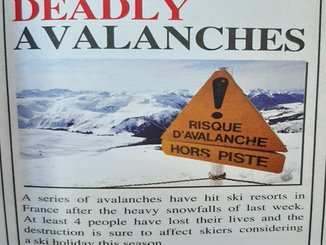 DEADLY
AVALANCHES
!
RISQUE
D'AVALANCHE
HORS PISTE
A series of avalanches have hit ski resorts in
France after the heavy snowfalls of last week.
At least 4 people have lost their lives and the
destruction is sure to affect skiers considering
a ski holiday this season.